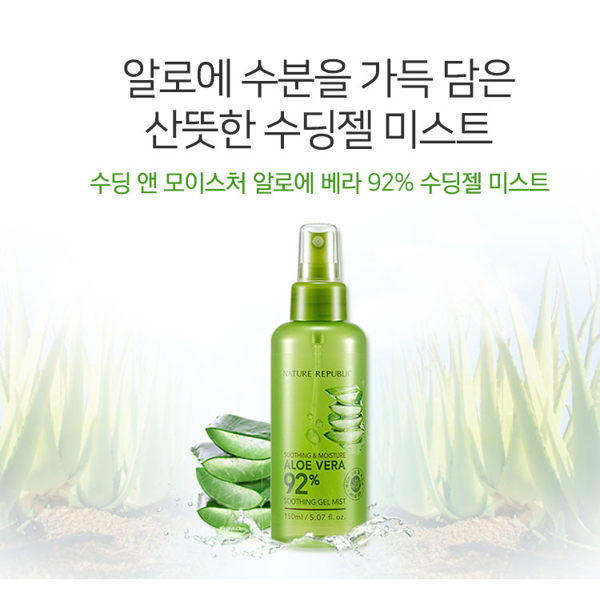 알로에 수분을 가득 담은
산뜻한 수딩젤 미스트
수딩 앤 모이스처 알로에 베라 92% 수딩젤 미스트
NATURE REPUBLIC
SOOTHING & MOISTURE
ALOE VERA
92%
SOOTHING GEL MIST
150ml / 5.07 fl. oz.